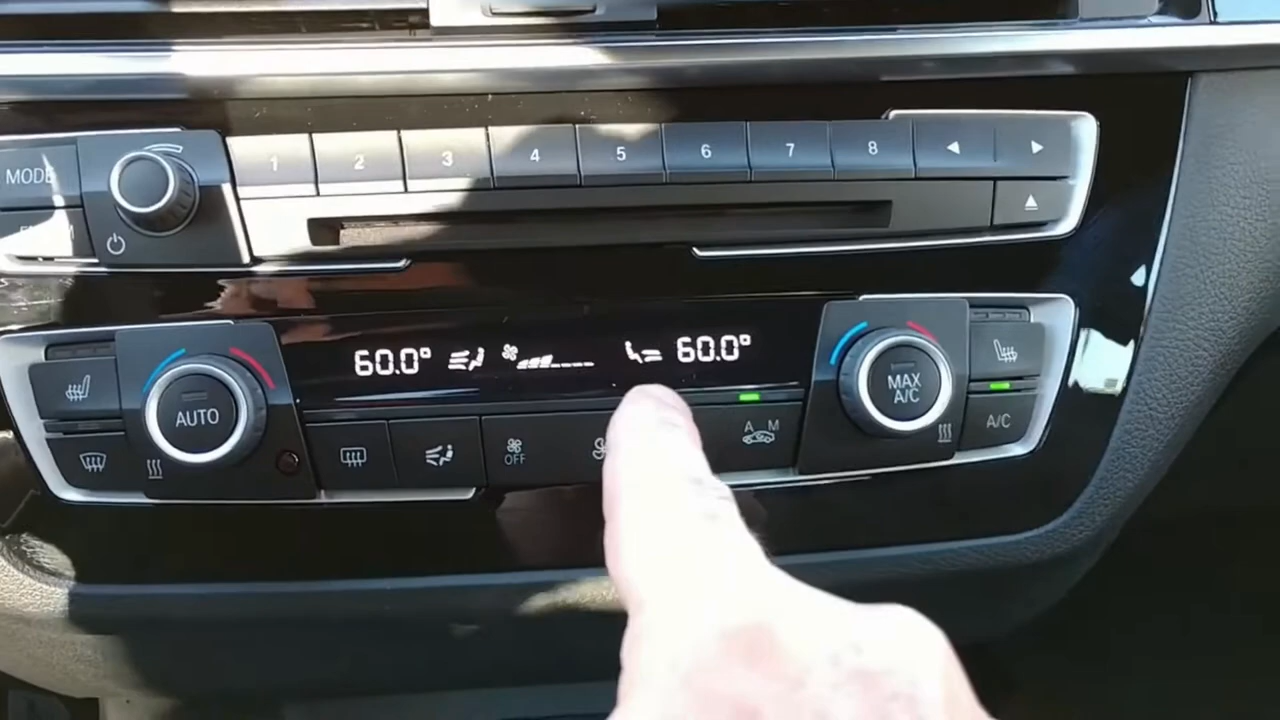 MODE
1 2 3 4 5 6 7 8
60.0° 60.0°
AUTO
MAX
A/C
A M
OFF
A/C